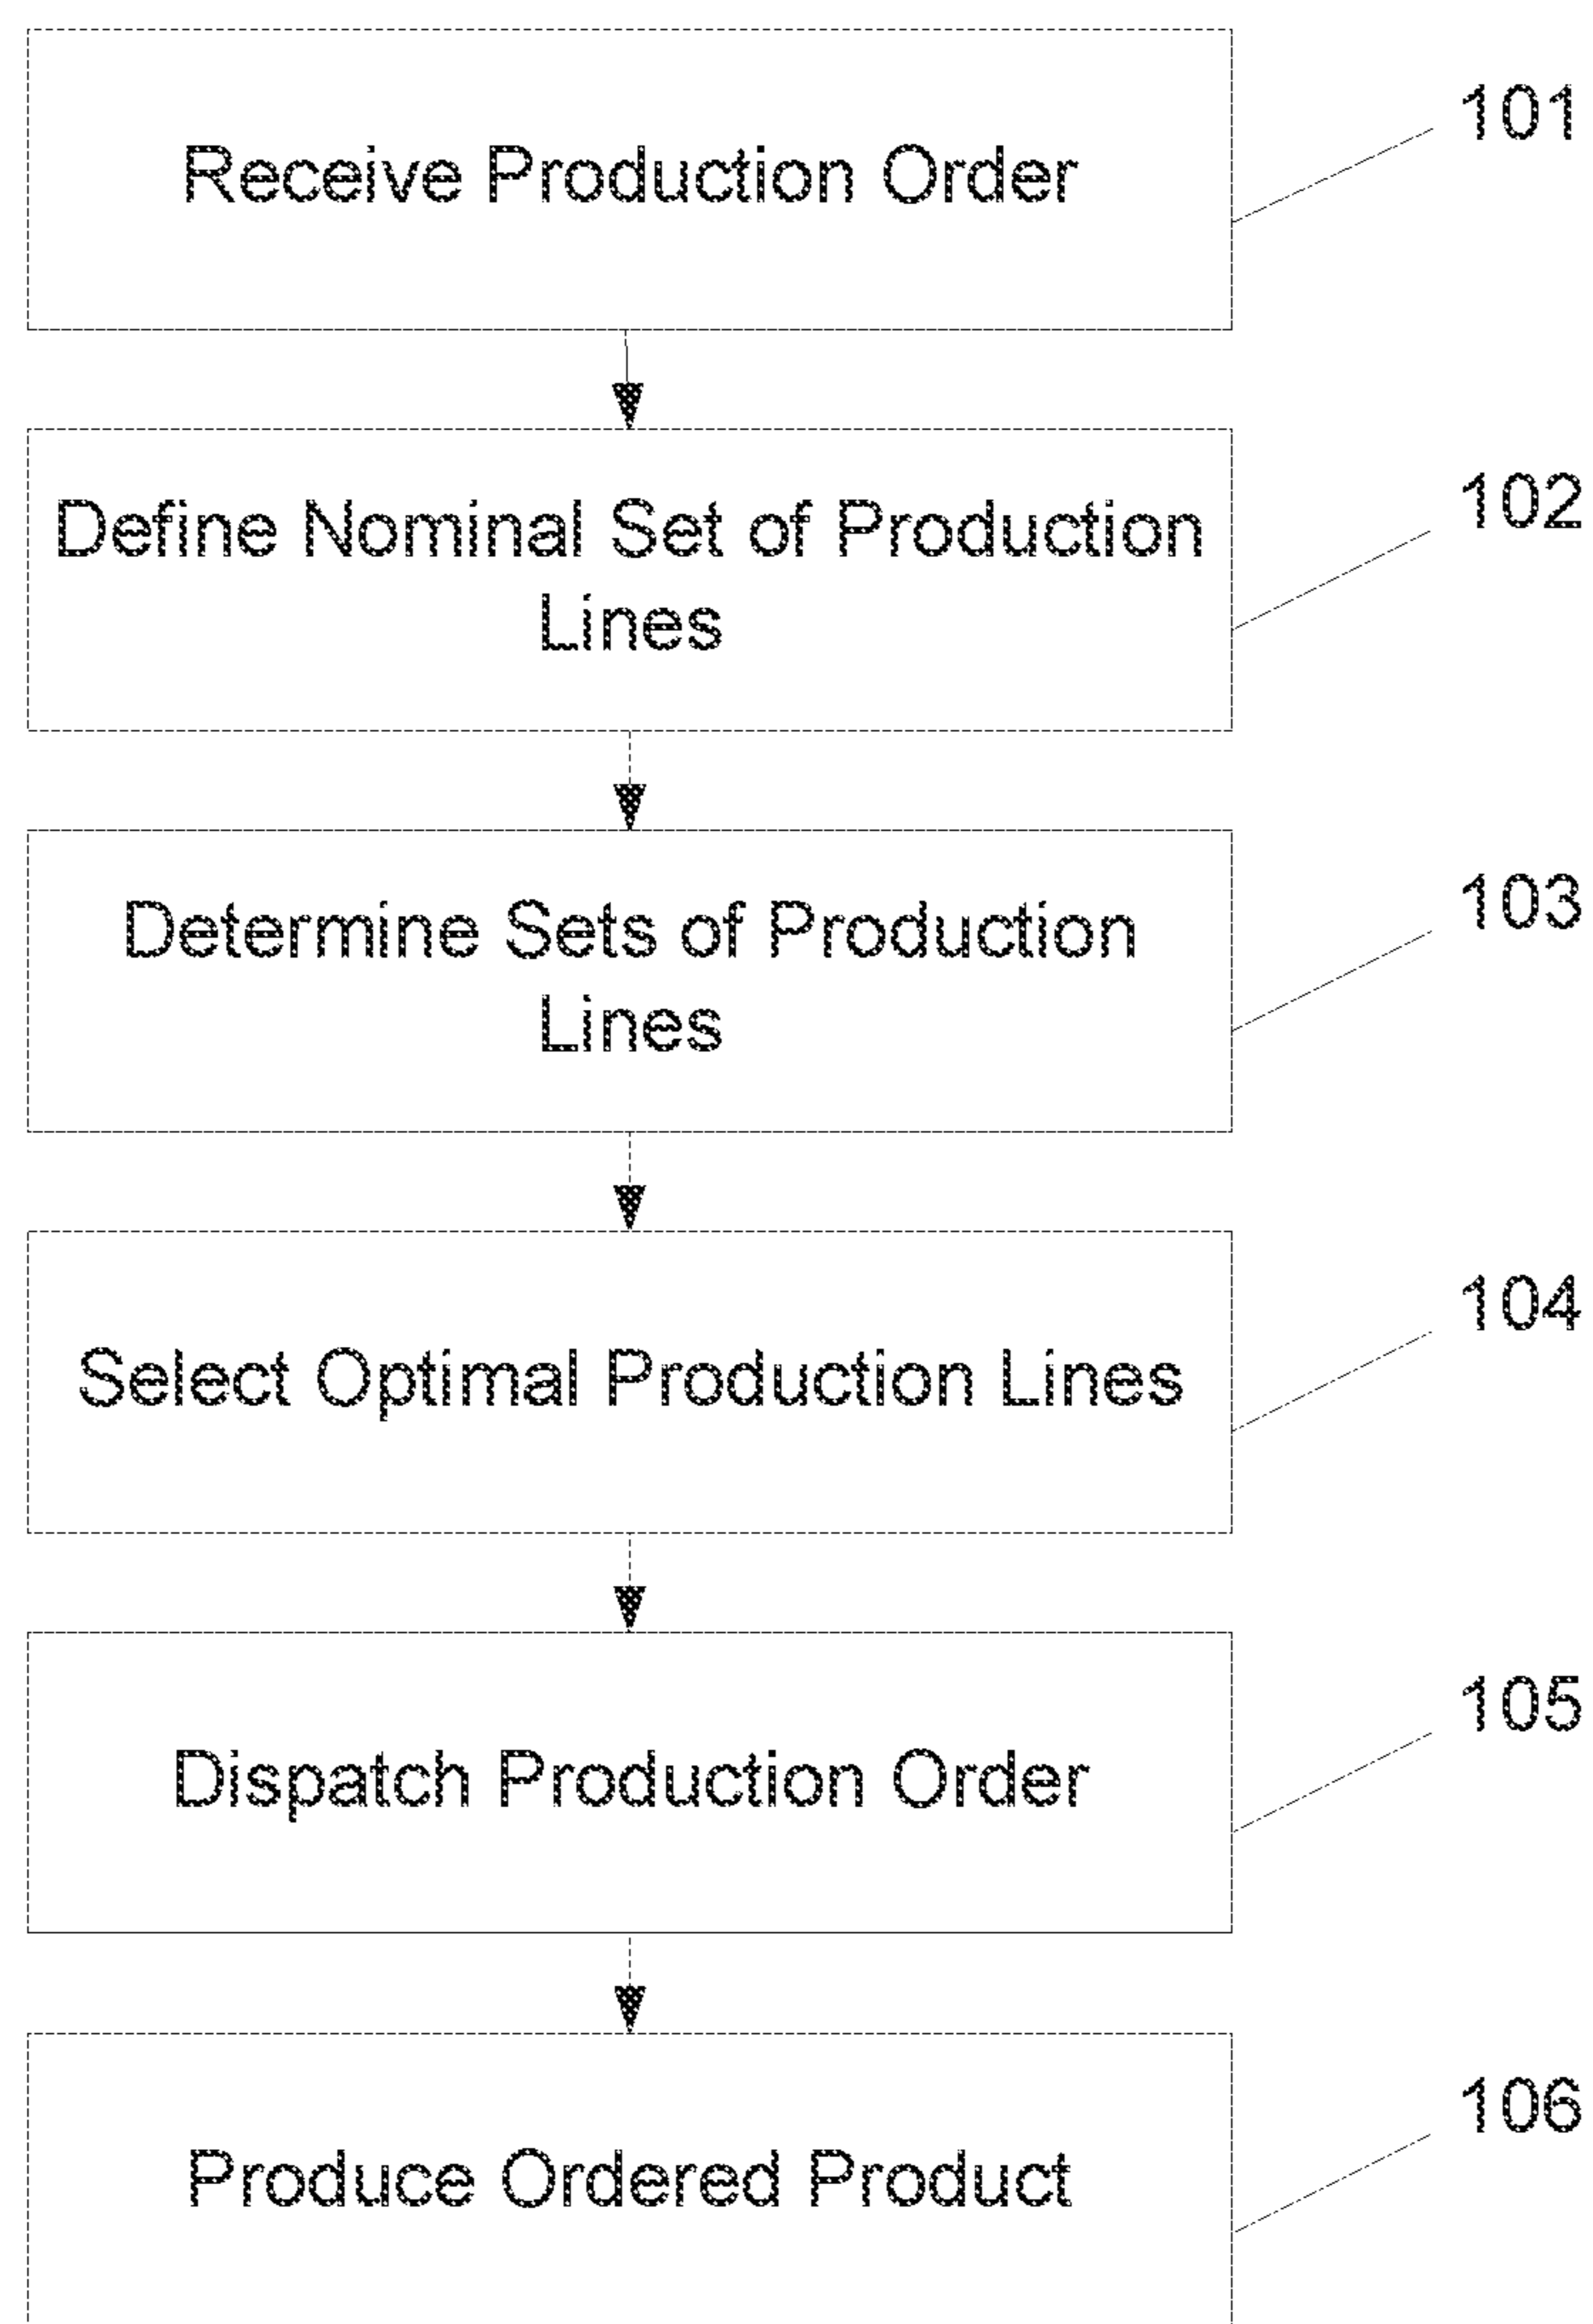 Receive Production Order
101
Define Nominal Set of Production
Lines
102
Determine Sets of Production
Lines
103
Select Optimal Production Lines
104
Dispatch Production Order
105
Produce Ordered Product
106